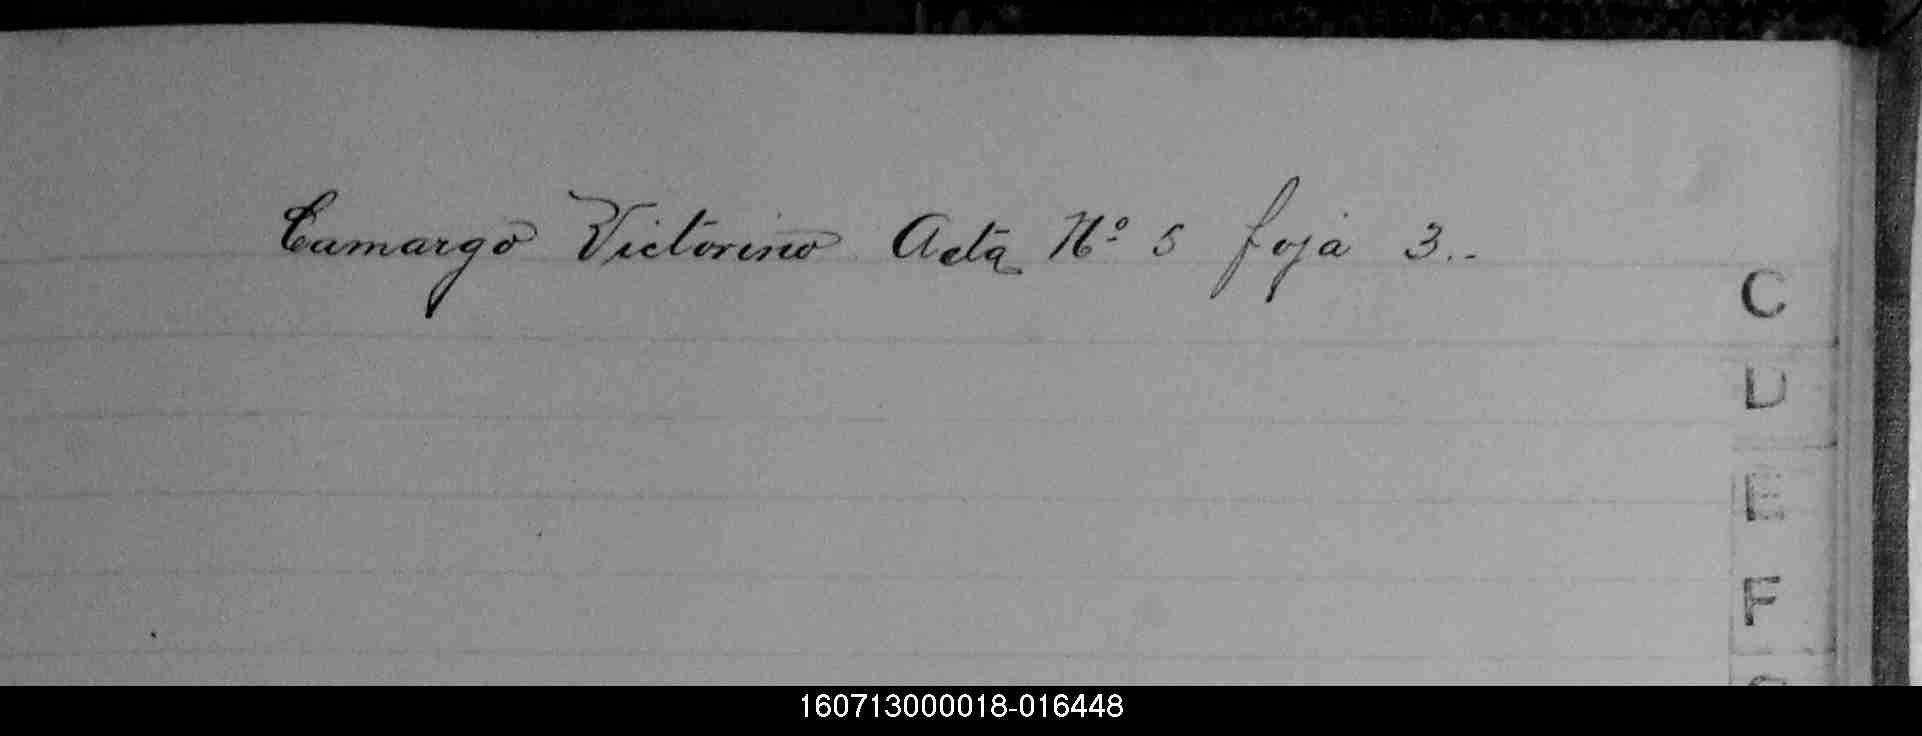 Camargo Victorino Acta Nº 5 foja 3..
C
D
E
F
160713000018-016448